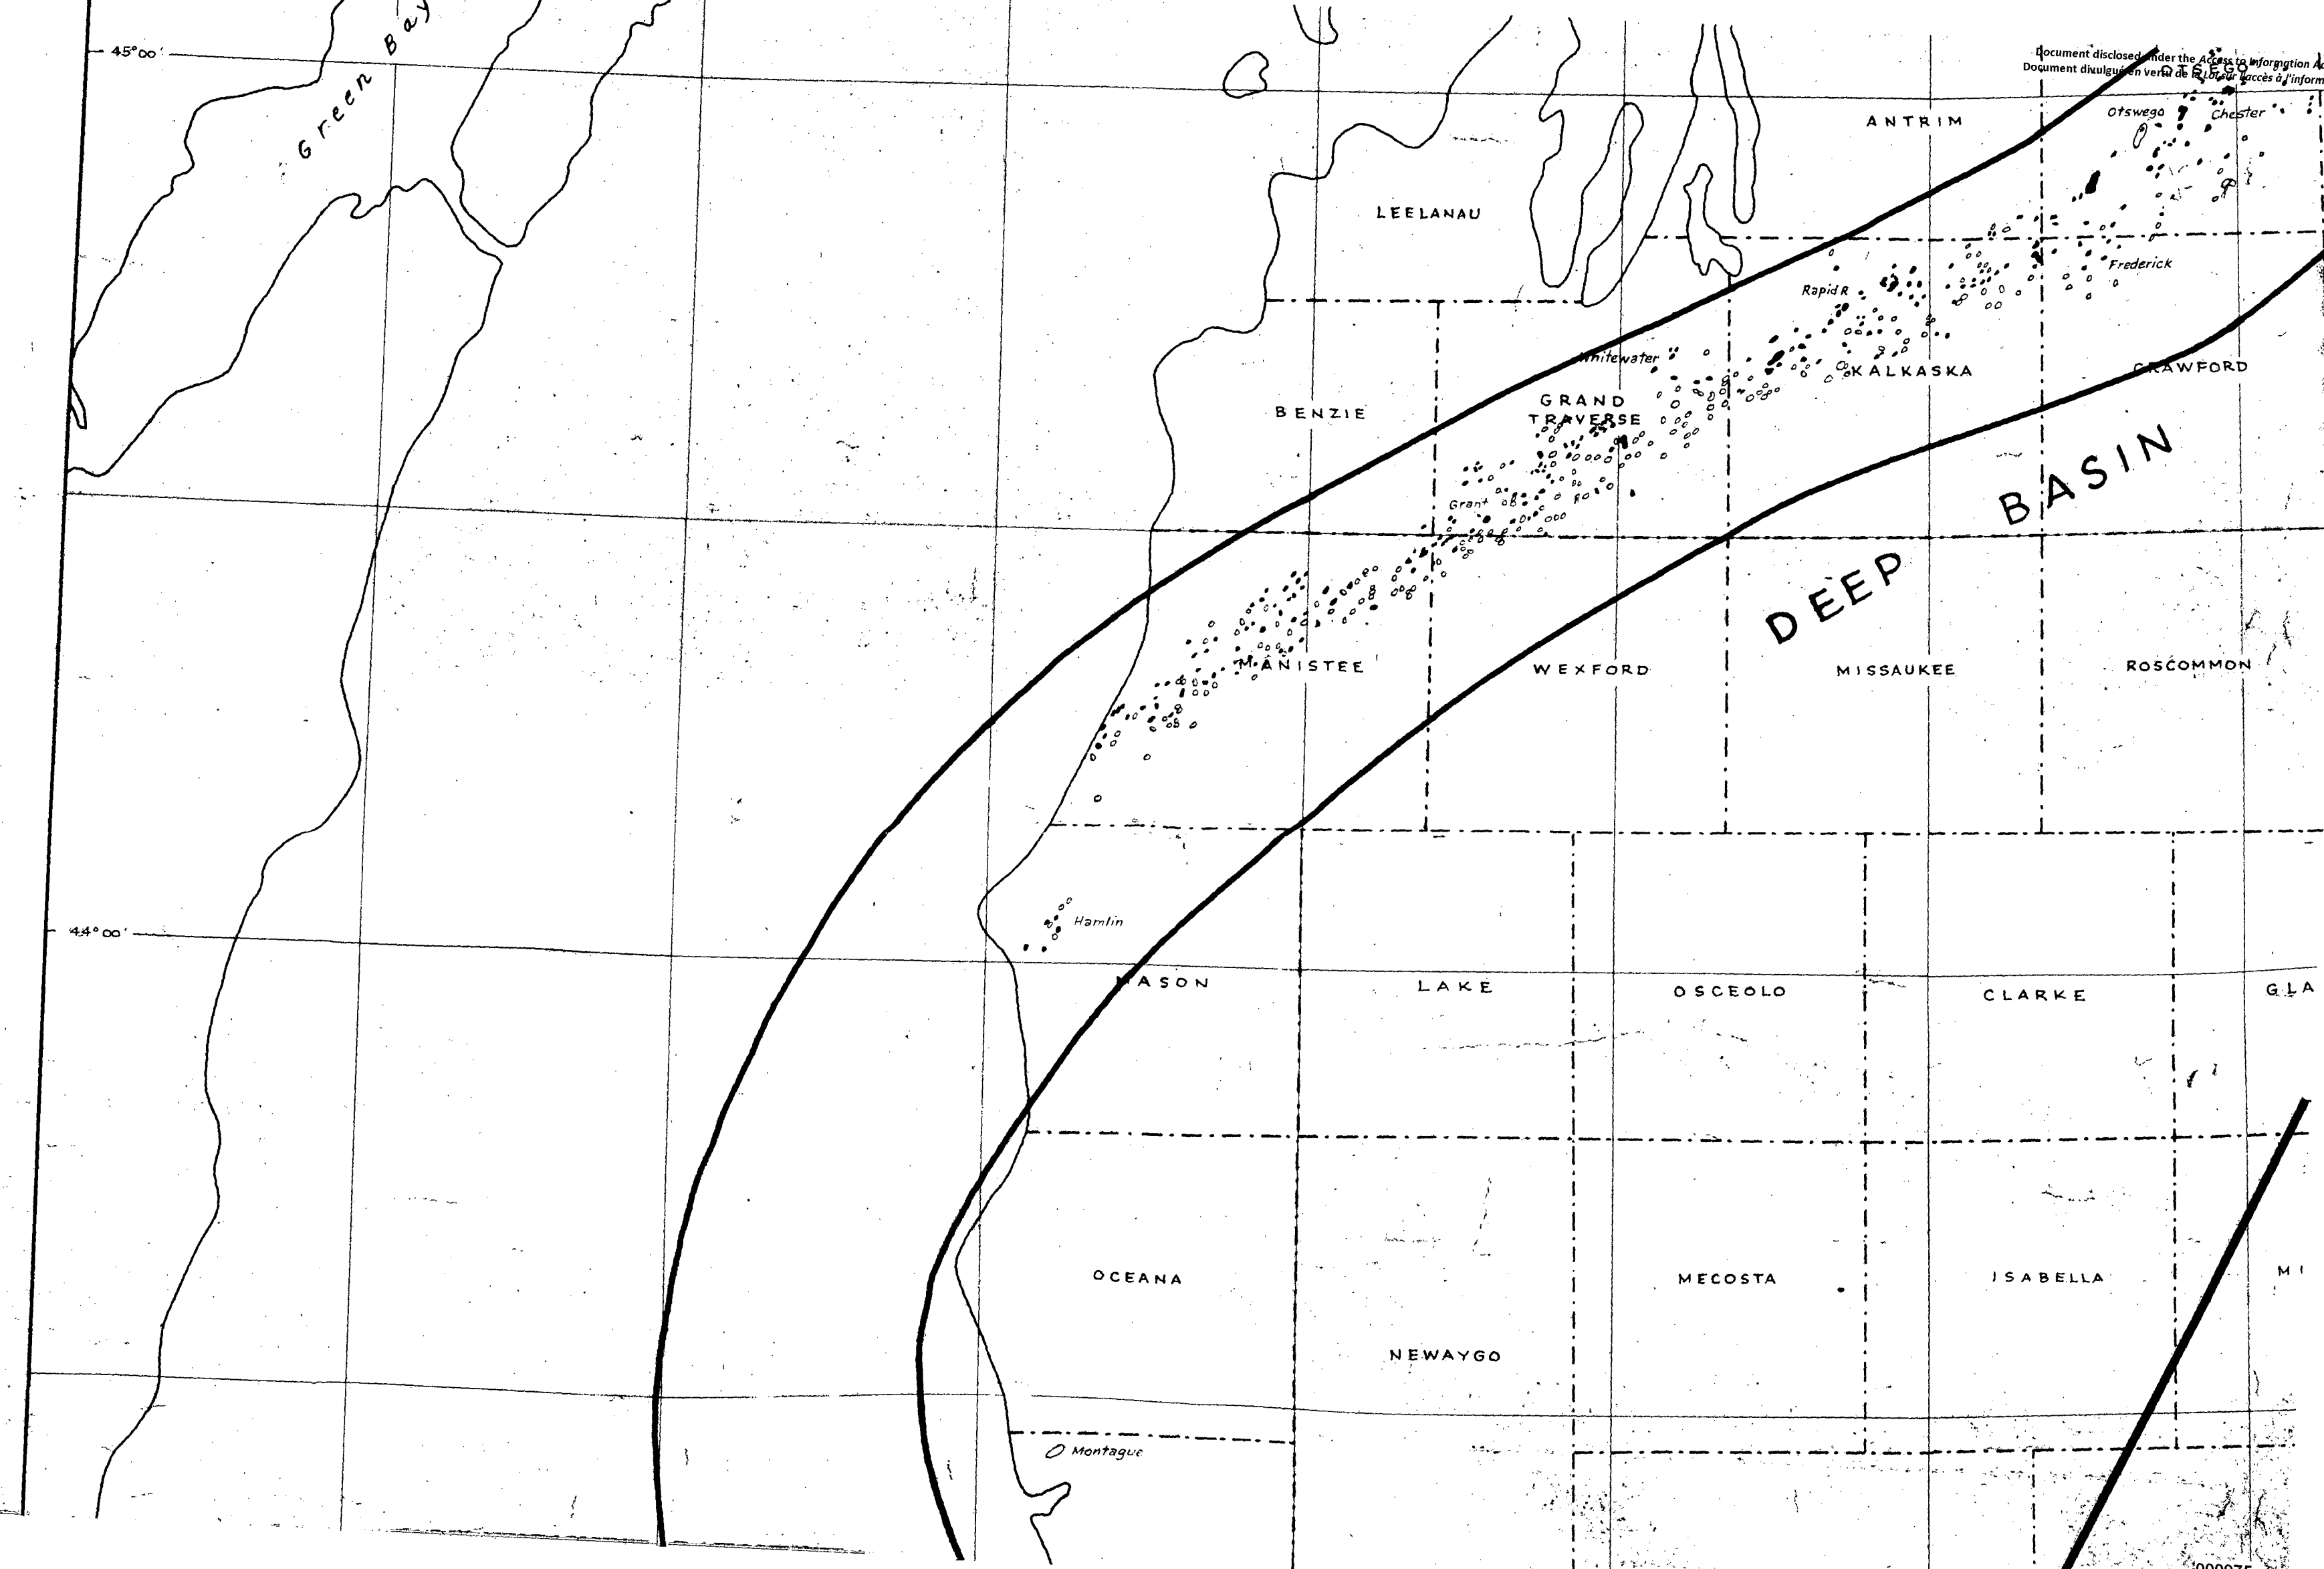 Green Bay
45°00'
Document disclosed under the Access to Information
OTSEGO
Document divulgué en vertu de la Loi sur l'accès à l'inform
Otswego
Chester
ANTRIM
LEELANAU
Frederick
Rapid R
Whitewater
KALKASKA
CRAWFORD
GRAND
TRAVERSE
BENZIE
Grant
DEEP BASIN
MANISTEE
WEXFORD
MISSAUKEE
ROSCOMMON
44°00'
Hamlin
MASON
LAKE
OSCEOLO
CLARKE
GLA
OCEANA
MECOSTA
ISABELLA
MI
NEWAYGO
Montague